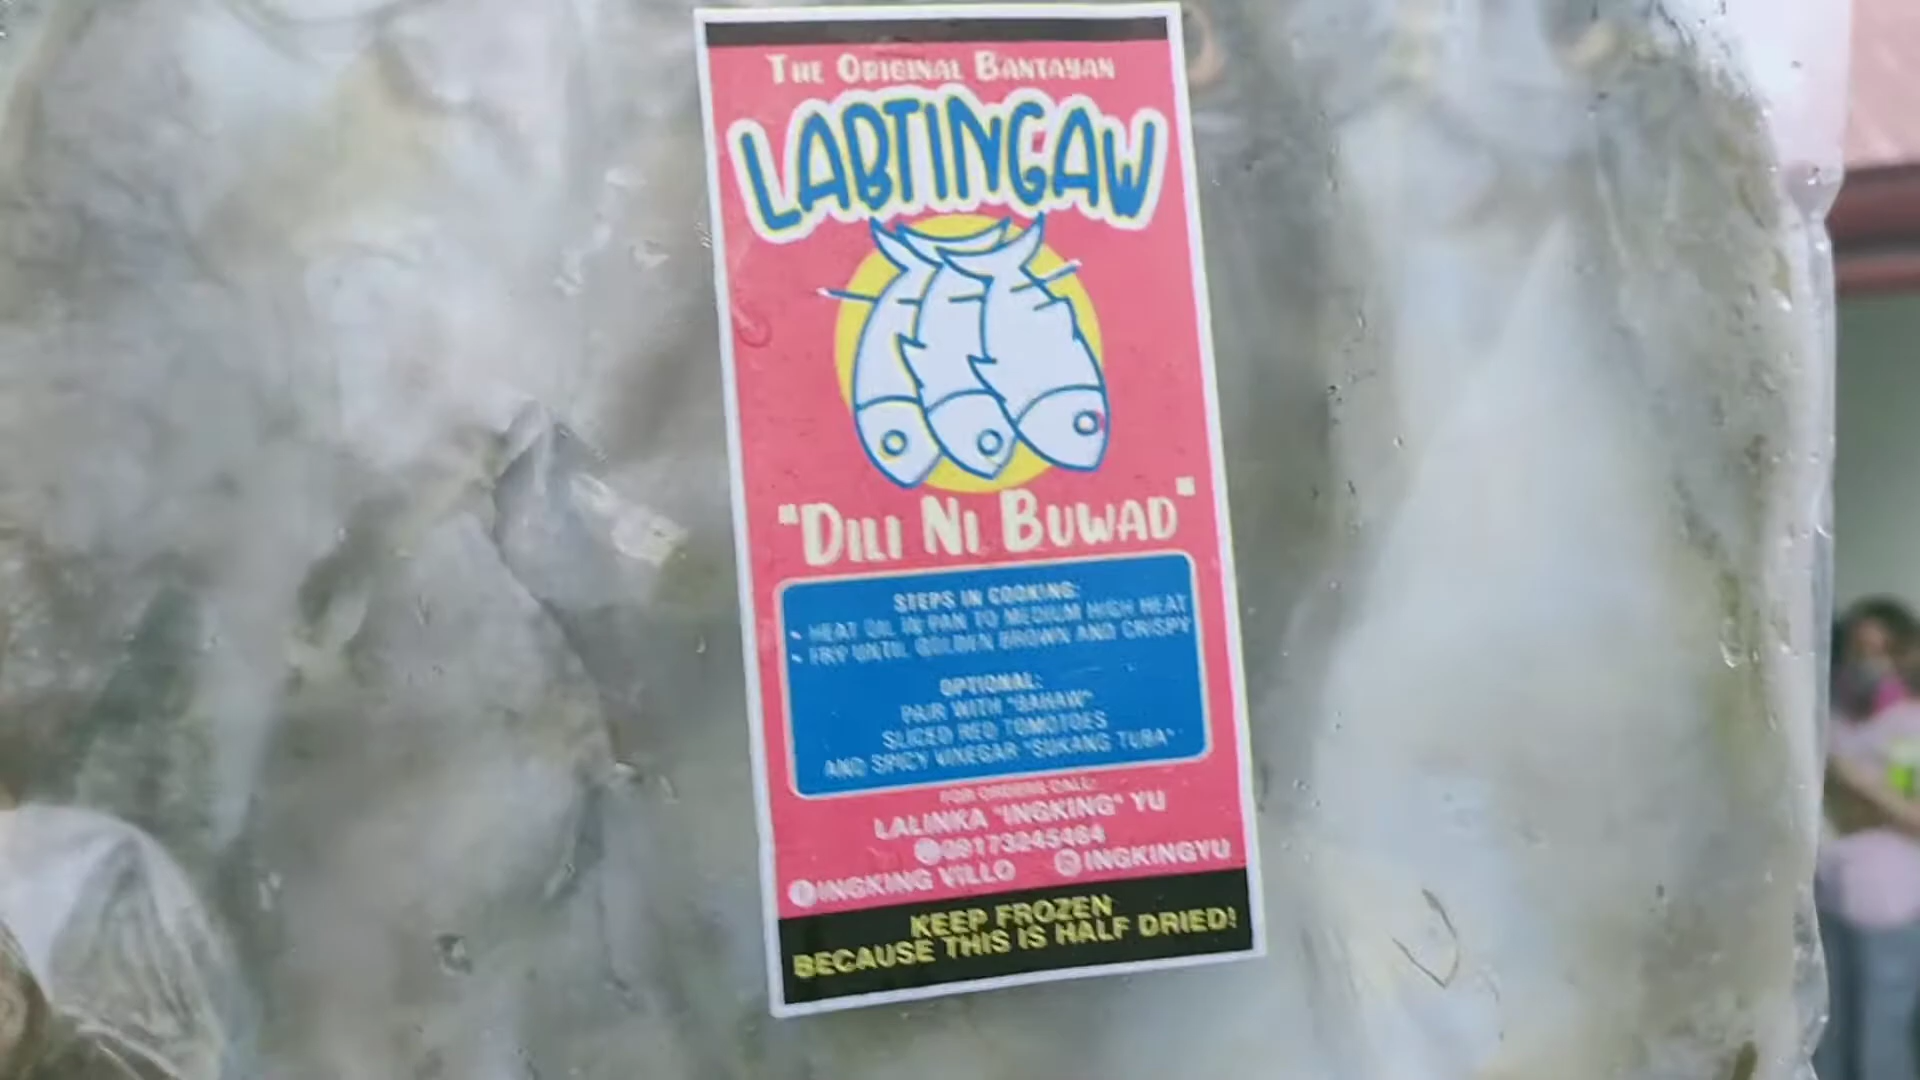 THE ORIGINAL BANTAYAN
LABTINGAW
"DILI NI BUWAD"
STEPS IN COOKING:
- HEAT OIL IN PAN TO MEDIUM HIGH HEAT
- FRY UNTIL GOLDEN BROWN AND CRISPY
OPTIONAL:
PAIR WITH "BAHAW"
SLICED RED TOMOTOES
AND SPICY VINEGAR "SUKANG TUBA"
FOR ORDERS CALL:
LALINKA "INGKING" YU
09173245464
INGKING VILLO INGKINGYU
KEEP FROZEN
BECAUSE THIS IS HALF DRIED!